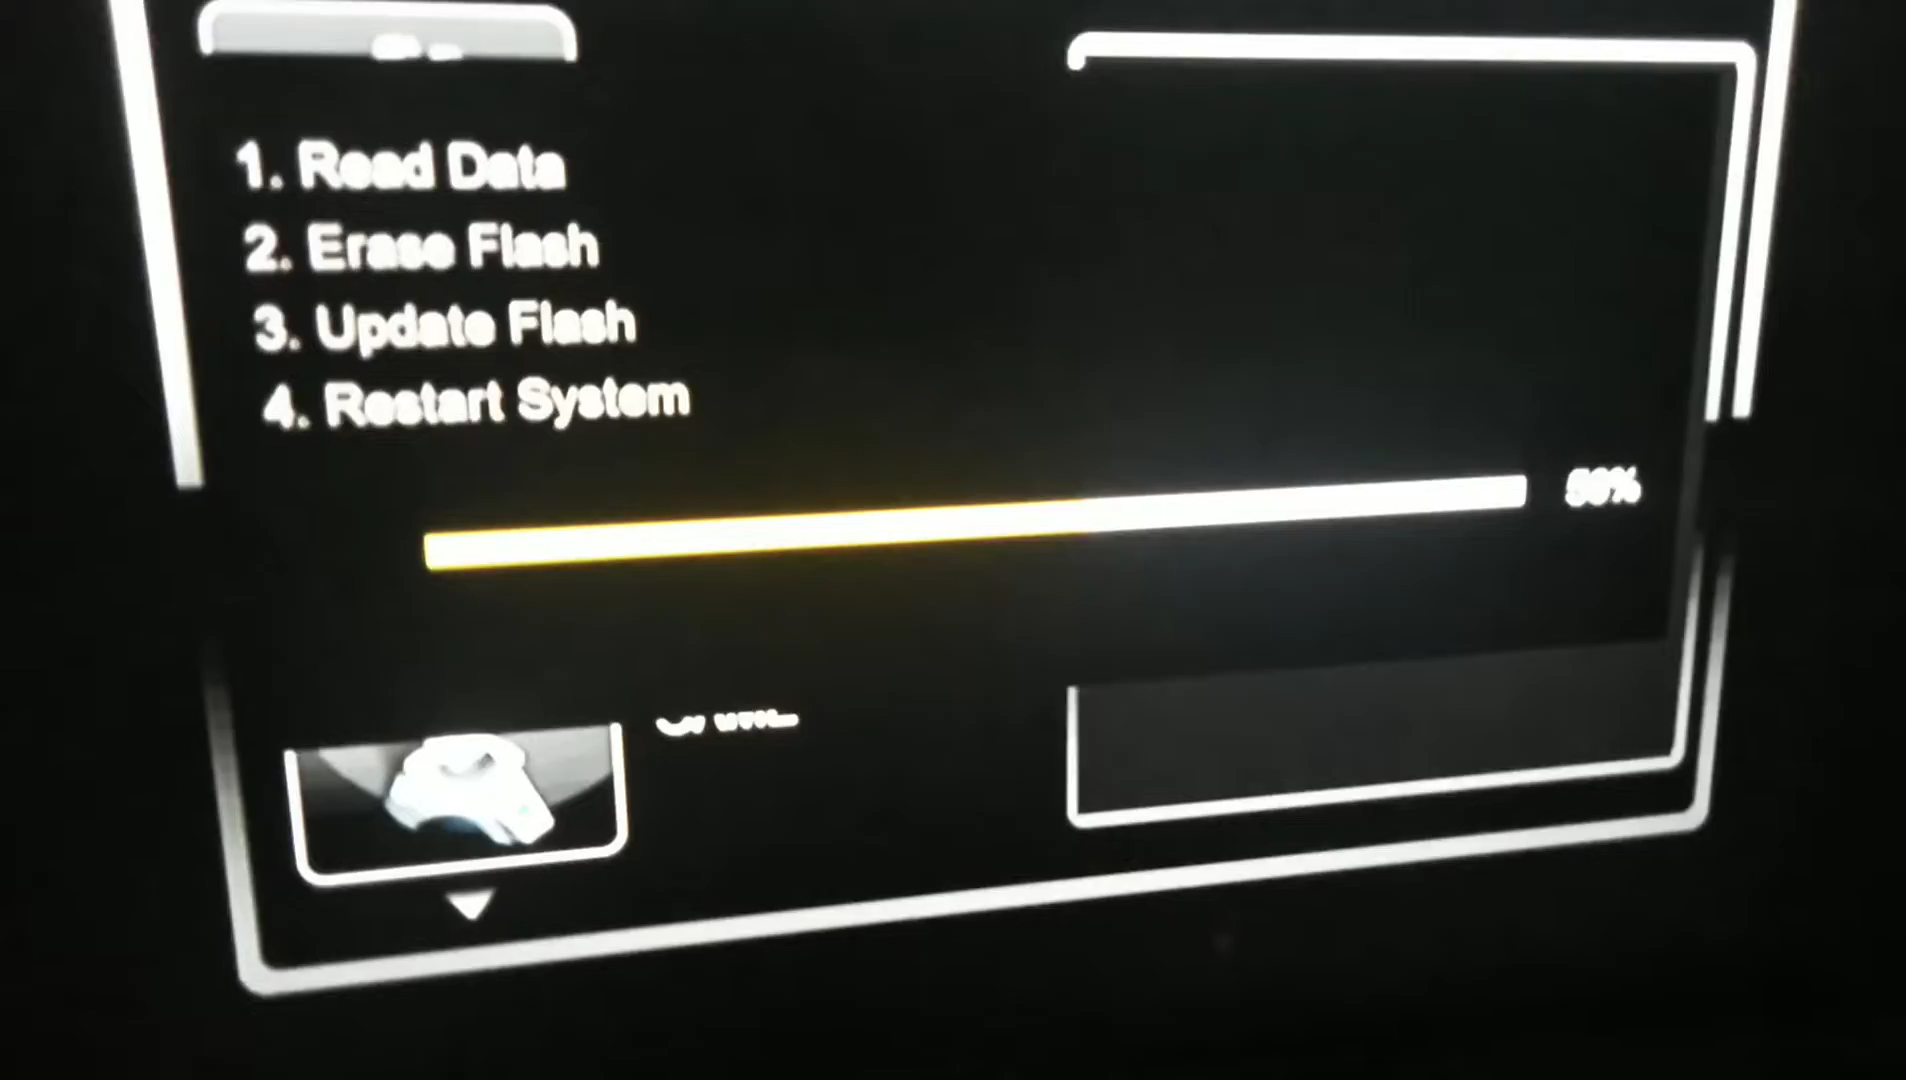 1. Read Data
2. Erase Flash
3. Update Flash
4. Restart System